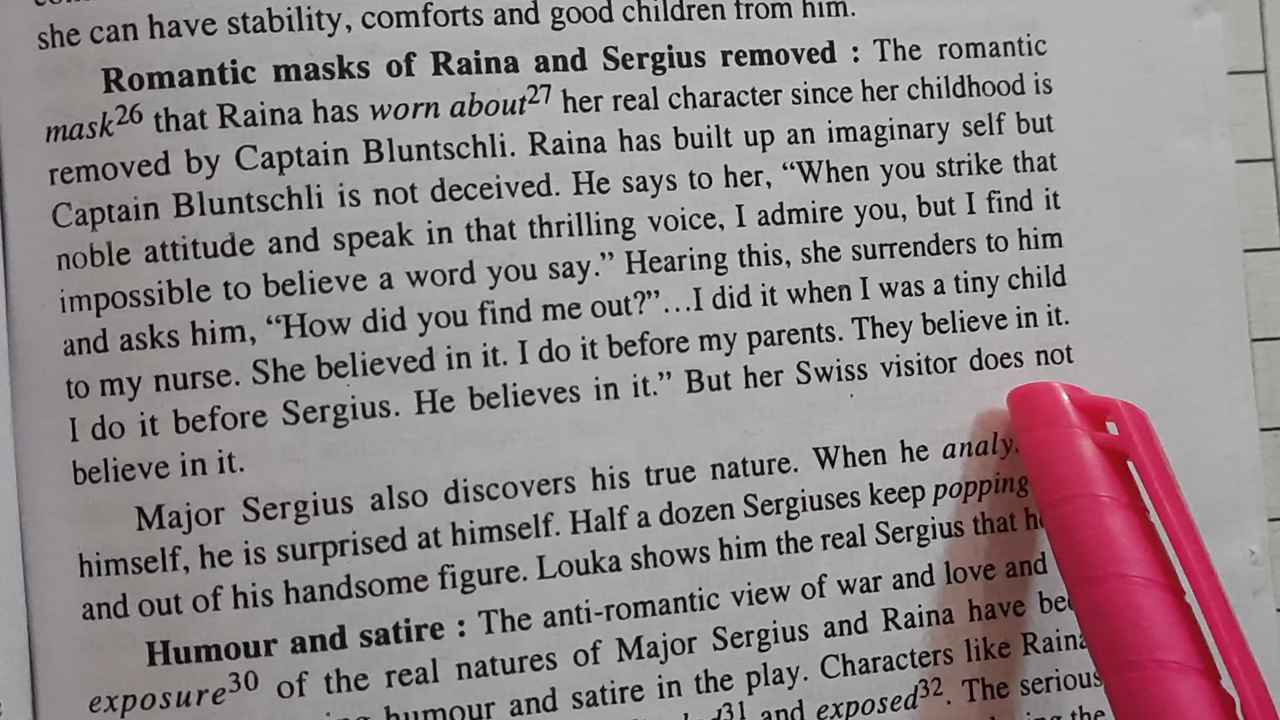 she can have stability, comforts and good children from him.
Romantic masks of Raina and Sergius removed : The romantic
mask26 that Raina has worn about27 her real character since her childhood is
removed by Captain Bluntschli. Raina has built up an imaginary self but
Captain Bluntschli is not deceived. He says to her, “When you strike that
noble attitude and speak in that thrilling voice, I admire you, but I find it
impossible to believe a word you say.” Hearing this, she surrenders to him
and asks him, “How did you find me out?”...I did it when I was a tiny child
to my nurse. She believed in it. I do it before my parents. They believe in it.
I do it before Sergius. He believes in it.” But her Swiss visitor does not
believe in it.
Major Sergius also discovers his true nature. When he
himself, he is surprised at himself. Half a dozen Sergiuses keep popping
and out of his handsome figure. Louka shows him the real Sergius that
Humour and satire : The anti-romantic view of war and love and
exposure30 of the real natures of Major Sergius and Raina have
humour and satire in the play. Characters like Raina
31 and exposed32. The serious
the